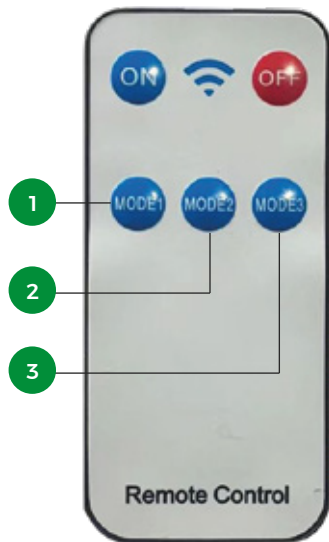 ON OFF
1 MODE1 MODE2 MODE3
2
3
Remote Control